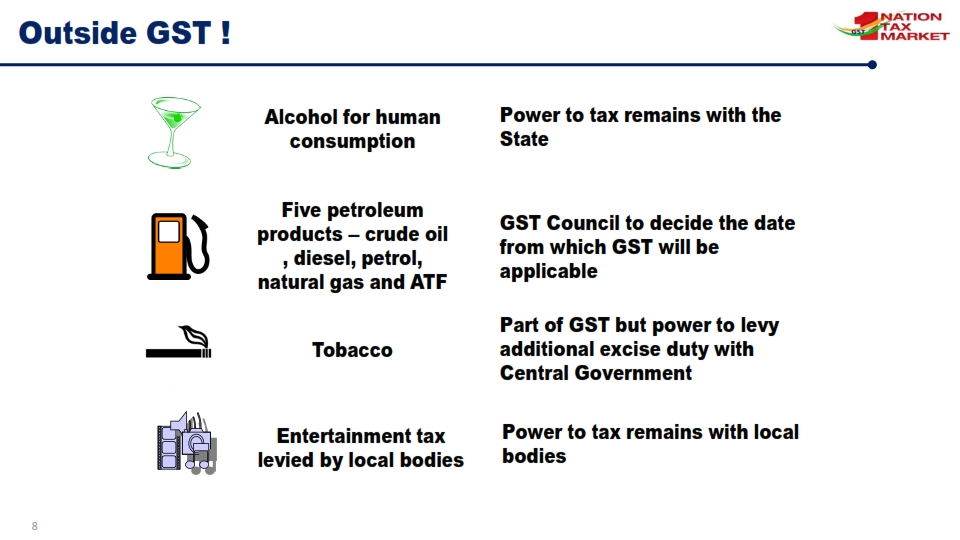 Outside GST !
1 NATION
TAX
MARKET
GST
Alcohol for human
consumption
Power to tax remains with the
State
Five petroleum
products – crude oil
, diesel, petrol,
natural gas and ATF
GST Council to decide the date
from which GST will be
applicable
Tobacco
Part of GST but power to levy
additional excise duty with
Central Government
Entertainment tax
levied by local bodies
Power to tax remains with local
bodies
8